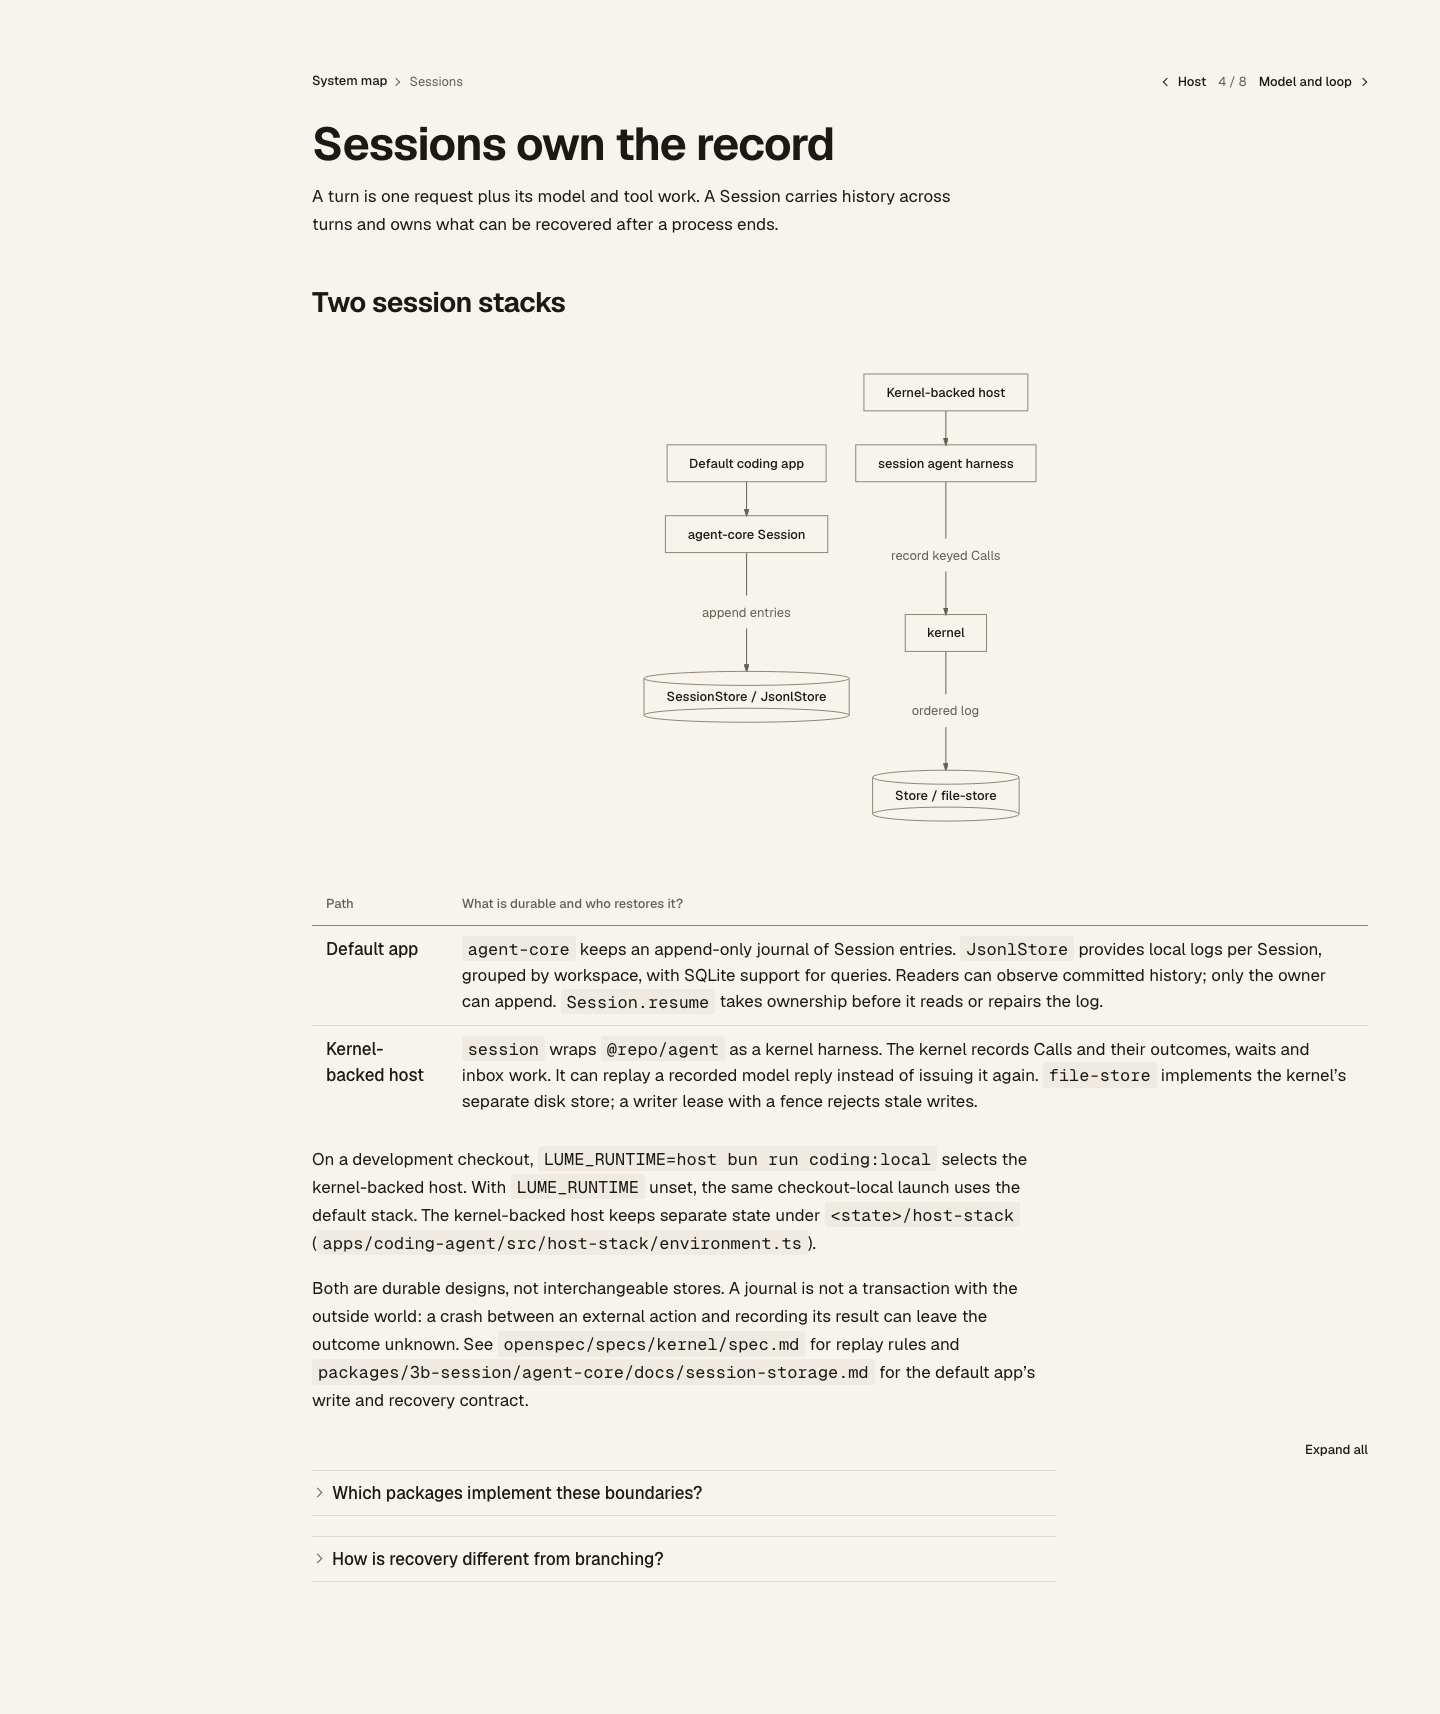 System map > Sessions
< Host 4 / 8 Model and loop >
Sessions own the record
A turn is one request plus its model and tool work. A Session carries history across
turns and owns what can be recovered after a process ends.
Two session stacks
Kernel-backed host
Default coding app
session agent harness
agent-core Session
record keyed Calls
append entries
kernel
SessionStore / JsonlStore
ordered log
Store / file-store
Path
What is durable and who restores it?
Default app
agent-core keeps an append-only journal of Session entries. JsonlStore provides local logs per Session,
grouped by workspace, with SQLite support for queries. Readers can observe committed history; only the owner
can append. Session.resume takes ownership before it reads or repairs the log.
Kernel-
backed host
session wraps @repo/agent as a kernel harness. The kernel records Calls and their outcomes, waits and
inbox work. It can replay a recorded model reply instead of issuing it again. file-store implements the kernel’s
separate disk store; a writer lease with a fence rejects stale writes.
On a development checkout, LUME_RUNTIME=host bun run coding:local selects the
kernel-backed host. With LUME_RUNTIME unset, the same checkout-local launch uses the
default stack. The kernel-backed host keeps separate state under <state>/host-stack
(apps/coding-agent/src/host-stack/environment.ts).
Both are durable designs, not interchangeable stores. A journal is not a transaction with the
outside world: a crash between an external action and recording its result can leave the
outcome unknown. See openspec/specs/kernel/spec.md for replay rules and
packages/3b-session/agent-core/docs/session-storage.md for the default app’s
write and recovery contract.
Expand all
Which packages implement these boundaries?
How is recovery different from branching?